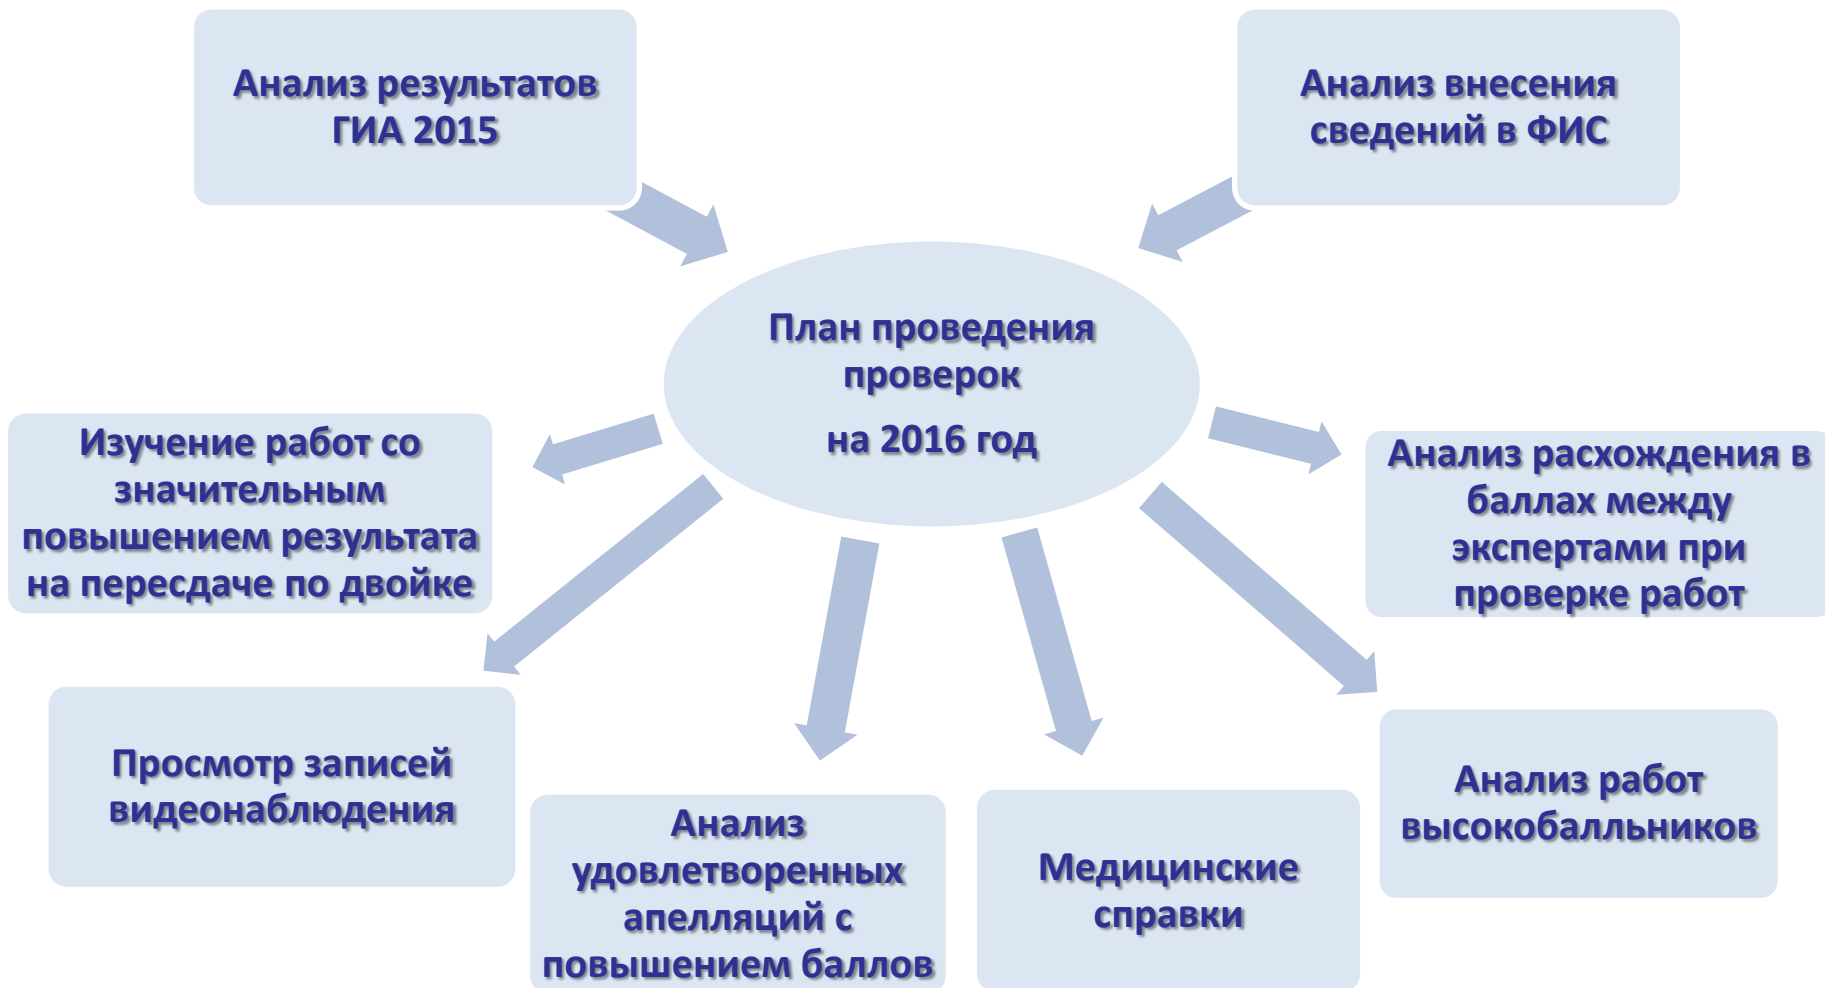 Анализ результатов
ГИА 2015
Анализ внесения
сведений в ФИС
План проведения
проверок
на 2016 год
Изучение работ со
значительным
повышением результата
на пересдаче по двойке
Анализ расхождения в
баллах между
экспертами при
проверке работ
Просмотр записей
видеонаблюдения
Анализ
удовлетворенных
апелляций с
повышением баллов
Медицинские
справки
Анализ работ
высокобалльников